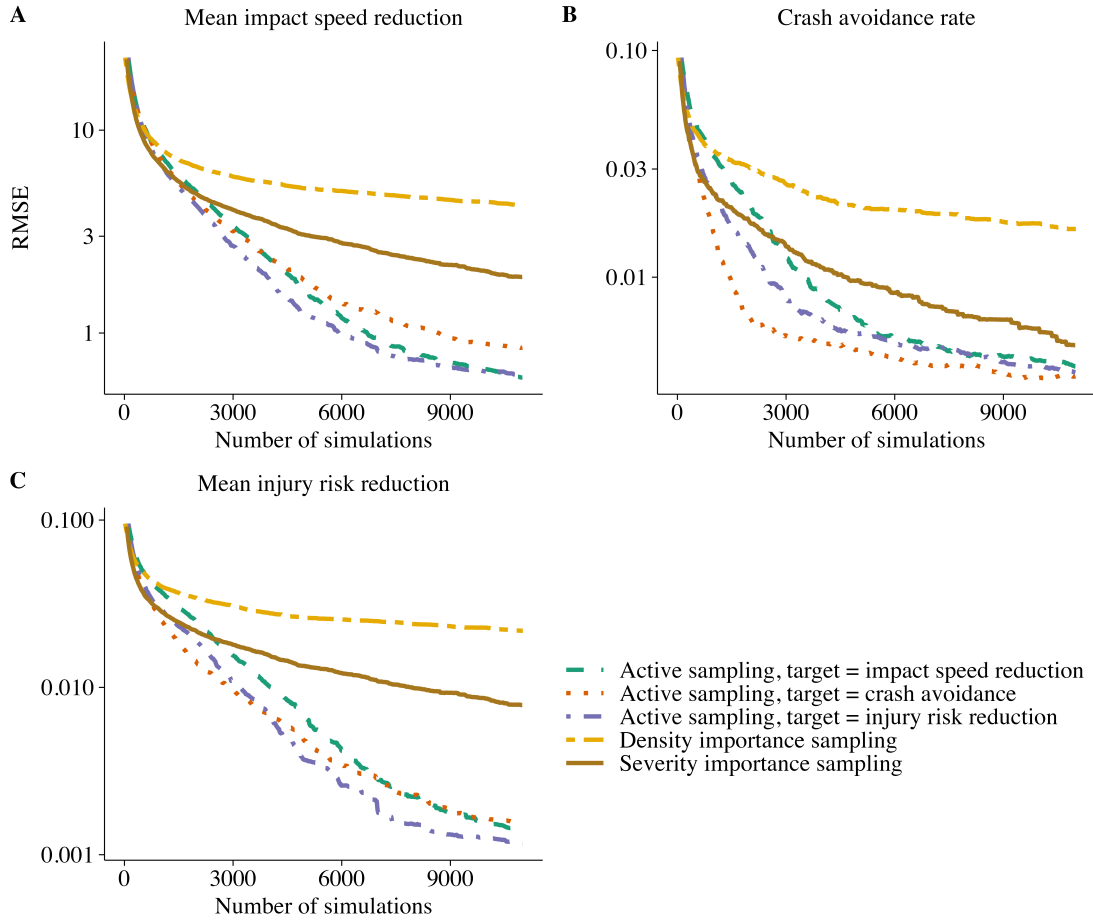 A
Mean impact speed reduction
RMSE
10
3
1
0
3000
6000
9000
Number of simulations
B
Crash avoidance rate
0.10
0.03
0.01
0
3000
6000
9000
Number of simulations
C
Mean injury risk reduction
0.100
0.010
0.001
0
3000
6000
9000
Number of simulations
Active sampling, target = impact speed reduction
Active sampling, target = crash avoidance
Active sampling, target = injury risk reduction
Density importance sampling
Severity importance sampling